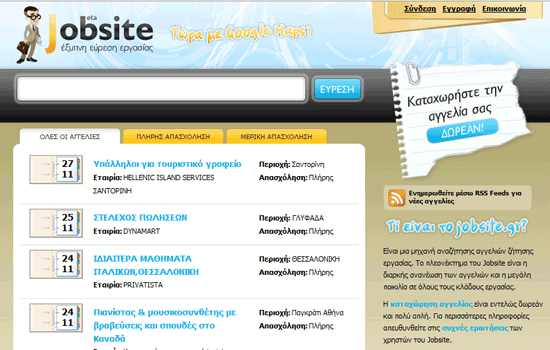 Σύνδεση Εγγραφή Επικοινωνία
Jobsite
eta
έξυπνη εύρεση εργασίας
Τώρα με Google Maps!
ΕΥΡΕΣΗ
Καταχωρήστε την
αγγελία σας
ΔΩΡΕΑΝ!
ΟΛΕΣ ΟΙ ΑΓΓΕΛΙΕΣ
ΠΛΗΡΗΣ ΑΠΑΣΧΟΛΗΣΗ
ΜΕΡΙΚΗ ΑΠΑΣΧΟΛΗΣΗ
27
11
Υπάλληλοι για τουριστικό γραφείο
Εταιρία: HELLENIC ISLAND SERVICES
SANTOPINH
Περιοχή: Σαντορίνη
Απασχόληση: Πλήρης
25
11
ΣΤΕΛΕΧΟΣ ΠΩΛΗΣΕΩΝ
Εταιρία: DYNAMART
Περιοχή: ΓΛΥΦΑΔΑ
Απασχόληση: Πλήρης
24
11
ΙΔΙΑΙΤΕΡΑ ΜΑΘΗΜΑΤΑ
ΙΤΑΛΙΚΩΝ,ΘΕΣΣΑΛΟΝΙΚΗ
Εταιρία: PRIVATISTA
Περιοχή: ΘΕΣΣΑΛΟΝΙΚΗ
Απασχόληση: Πλήρης
24
11
Πιανίστας & μουσικοσυνθέτης με
βραβεύσεις και σπουδές στο
Καναδά
Περιοχή: Παγκράτι Αθήνα
Απασχόληση: Πλήρης
Ενημερωθείτε μέσω RSS Feeds για
νέες αγγελίες
Τι είναι το jobsite.gr?
Είναι μια μηχανή αναζήτησης αγγελιών ζήτησης
εργασίας. Το πλεονέκτημα του Jobsite είναι η
διαρκής ανανέωση των αγγελιών και η μεγάλη
ποικιλία σε όλους τους κλάδους εργασίας.
Η καταχώρηση αγγελίας είναι εντελώς δωρεάν
και πολύ απλή. Για περισσότερες πληροφορίες
απευθυνθείτε στις συχνές ερωτήσεις των
χρηστών του Jobsite.